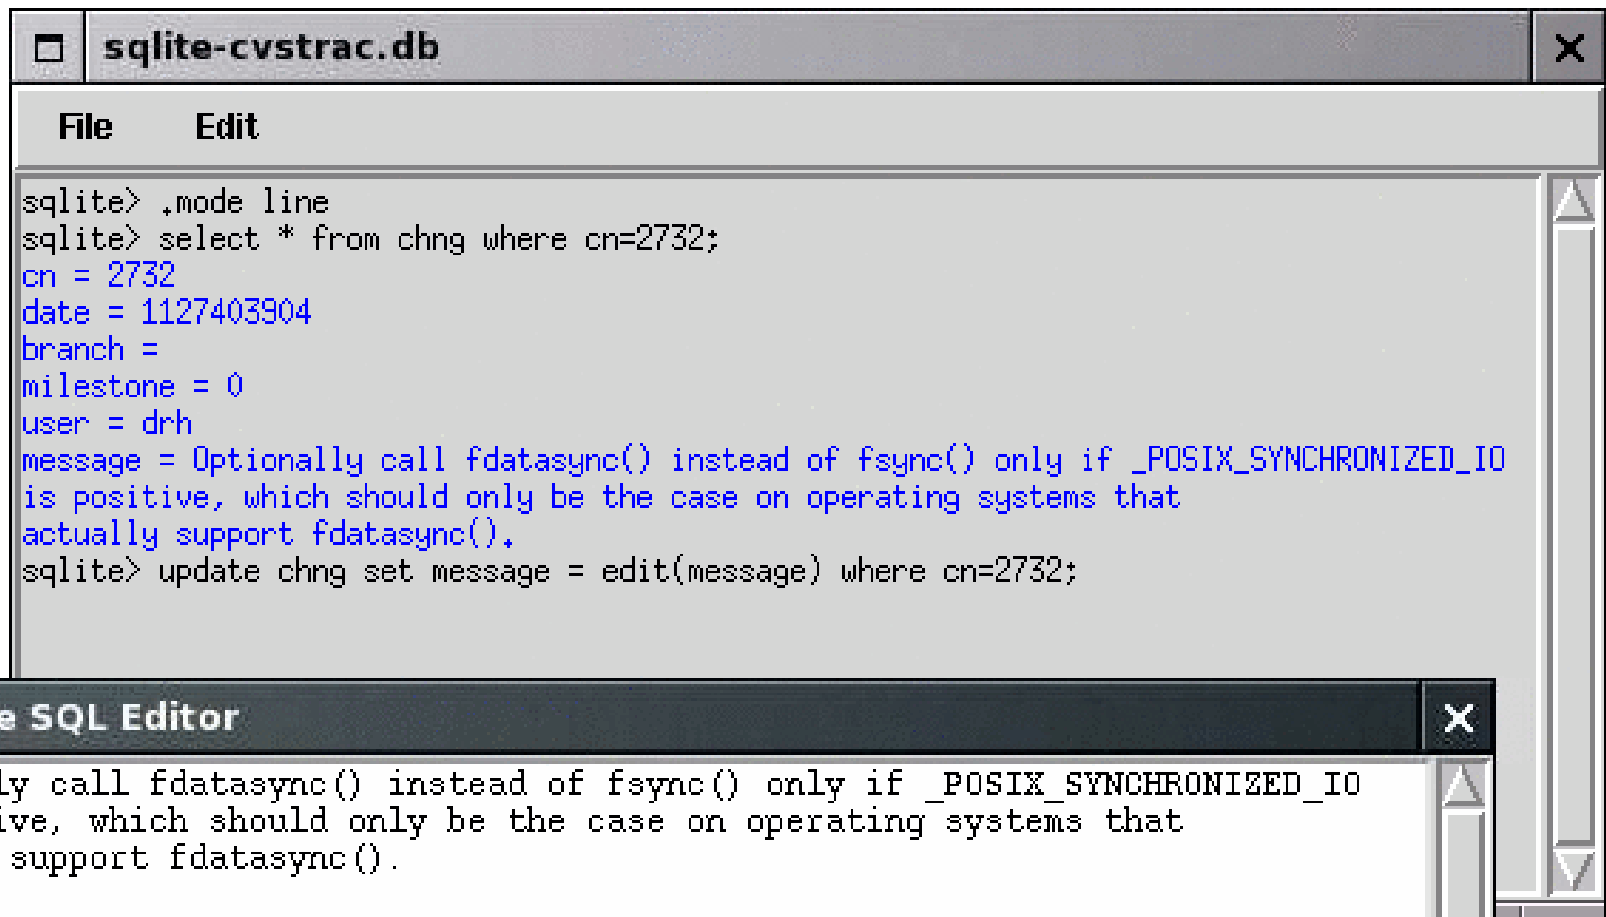 sqlite-cvstrac.db
File Edit
sqlite> .mode line
sqlite> select * from chng where cn=2732;
cn = 2732
date = 1127403904
branch =
milestone = 0
user = drh
message = Optionally call fdatasync() instead of fsync() only if _POSIX_SYNCHRONIZED_IO
is positive, which should only be the case on operating systems that
actually support fdatasync().
sqlite> update chng set message = edit(message) where cn=2732;
e SQL Editor
ly call fdatasync() instead of fsync() only if _POSIX_SYNCHRONIZED_IO
ive, which should only be the case on operating systems that
support fdatasync().